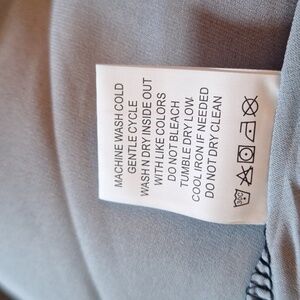 MACHINE WASH COLD
GENTLE CYCLE
WASH N DRY INSIDE OUT
WITH LIKE COLORS
DO NOT BLEACH
TUMBLE DRY LOW.
COOL IRON IF NEEDED
DO NOT DRY CLEAN